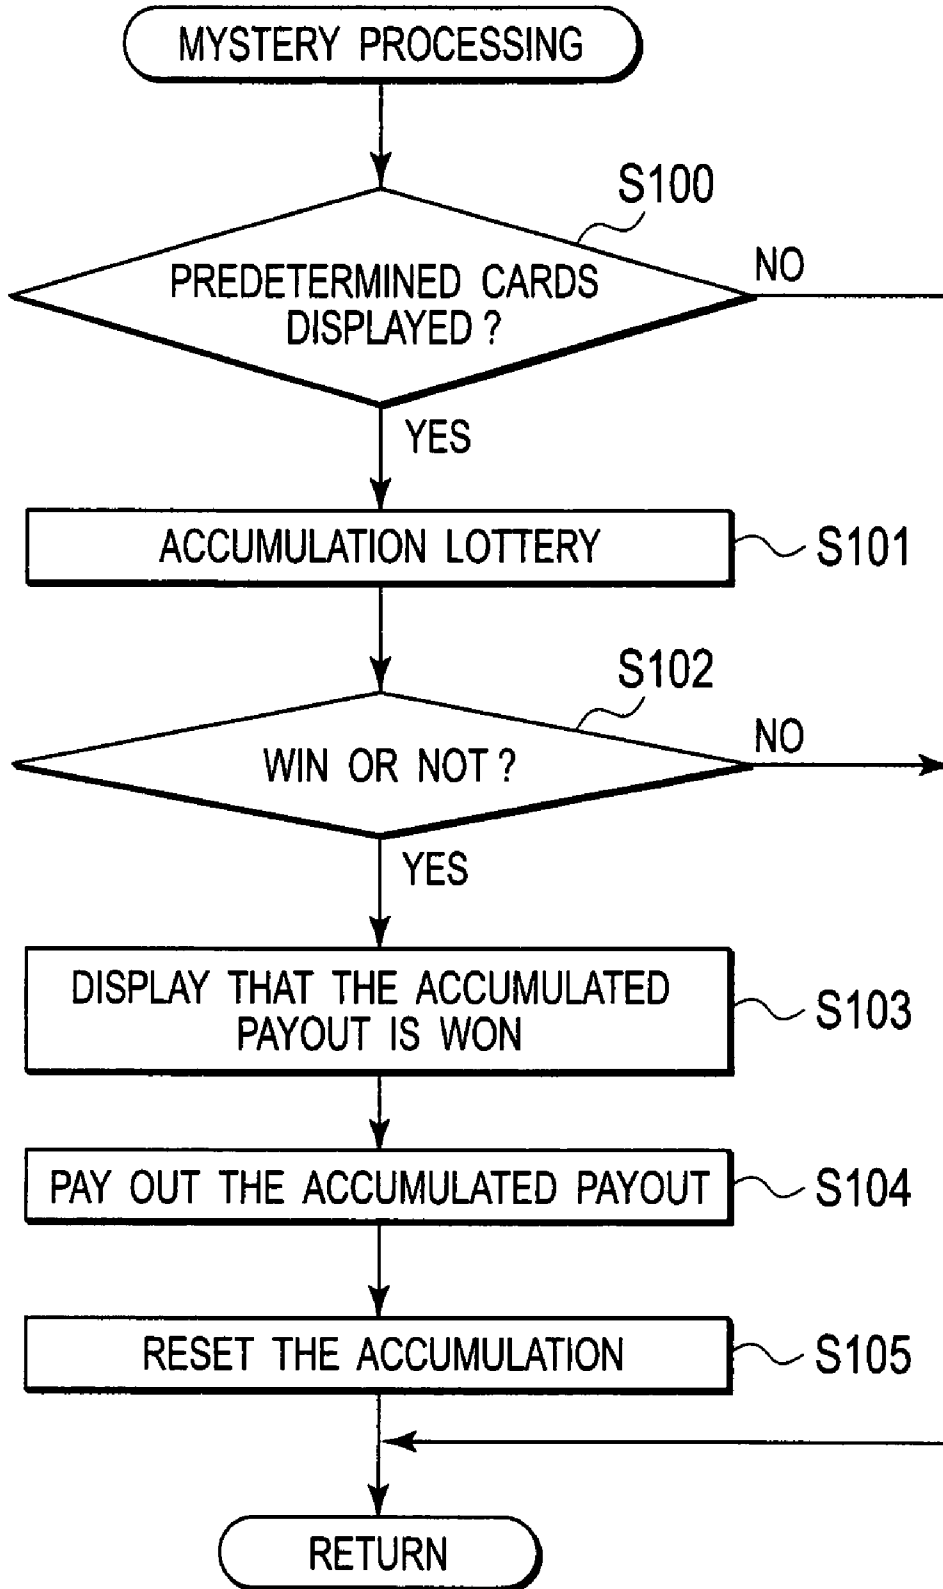 MYSTERY PROCESSING
S100
PREDETERMINED CARDS
DISPLAYED ?
NO
YES
ACCUMULATION LOTTERY
S101
S102
WIN OR NOT ?
NO
YES
DISPLAY THAT THE ACCUMULATED
PAYOUT IS WON
S103
PAY OUT THE ACCUMULATED PAYOUT
S104
RESET THE ACCUMULATION
S105
RETURN